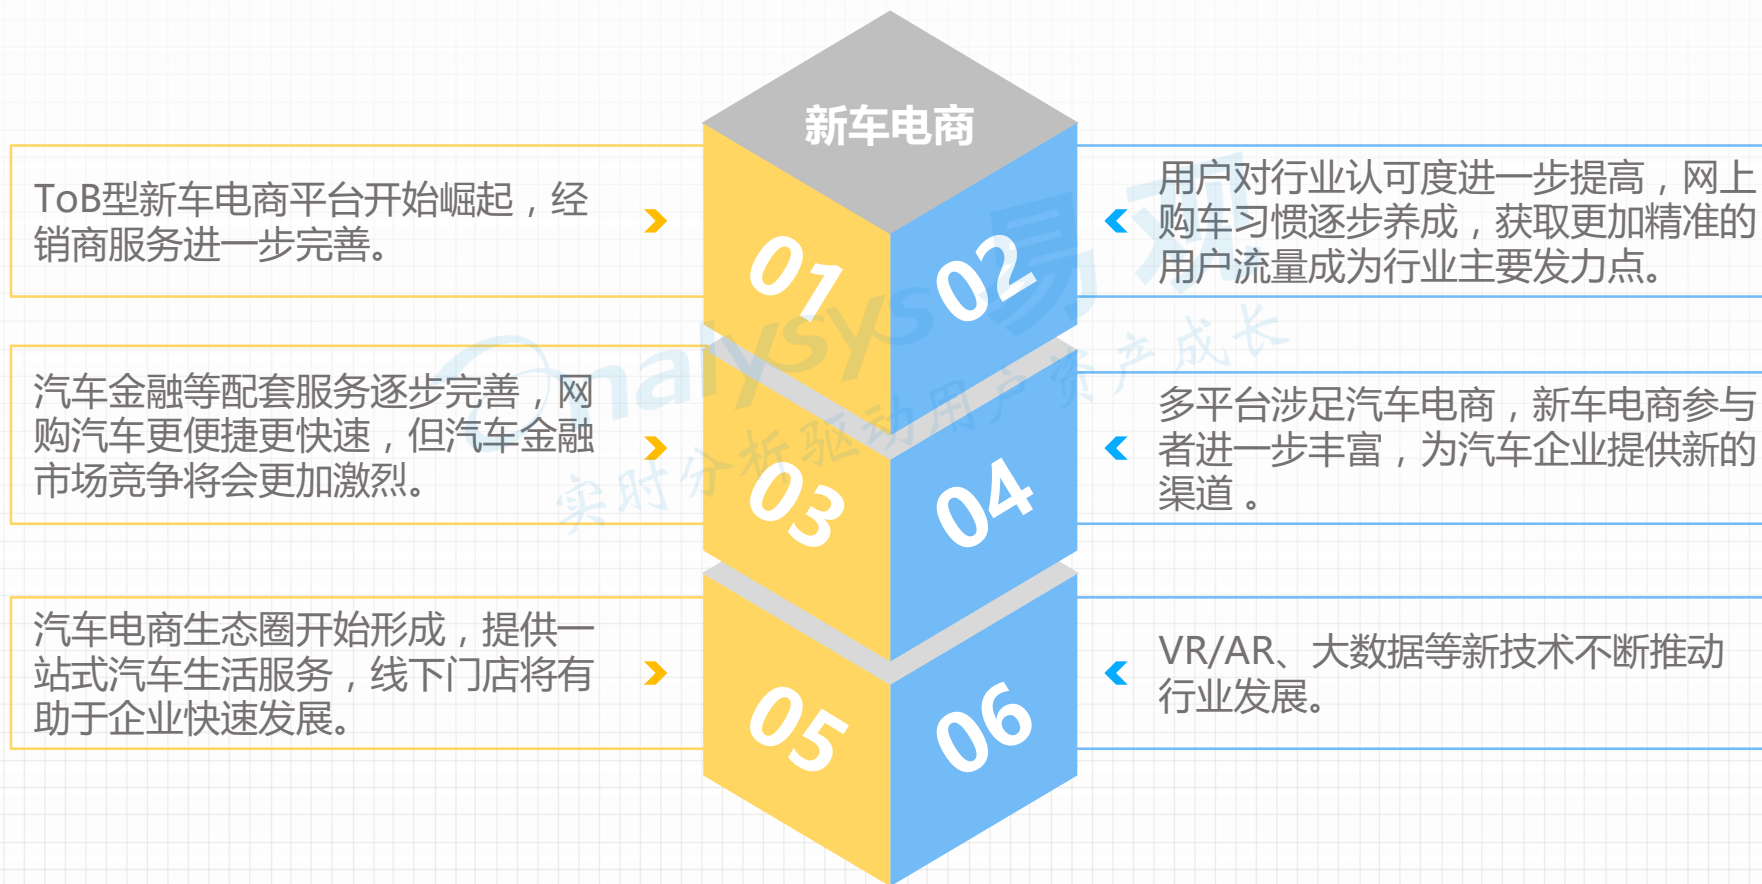 新车电商
ToB型新车电商平台开始崛起，经
销商服务进一步完善。
01
02
用户对行业认可度进一步提高，网上
购车习惯逐步养成，获取更加精准的
用户流量成为行业主要发力点。
汽车金融等配套服务逐步完善，网
购汽车更便捷更快速，但汽车金融
市场竞争将会更加激烈。
03
04
多平台涉足汽车电商，新车电商参与
者进一步丰富，为汽车企业提供新的
渠道 。
汽车电商生态圈开始形成，提供一
站式汽车生活服务，线下门店将有
助于企业快速发展。
05
06
VR/AR、大数据等新技术不断推动
行业发展。
analysys 易观
实时分析驱动用户资产成长